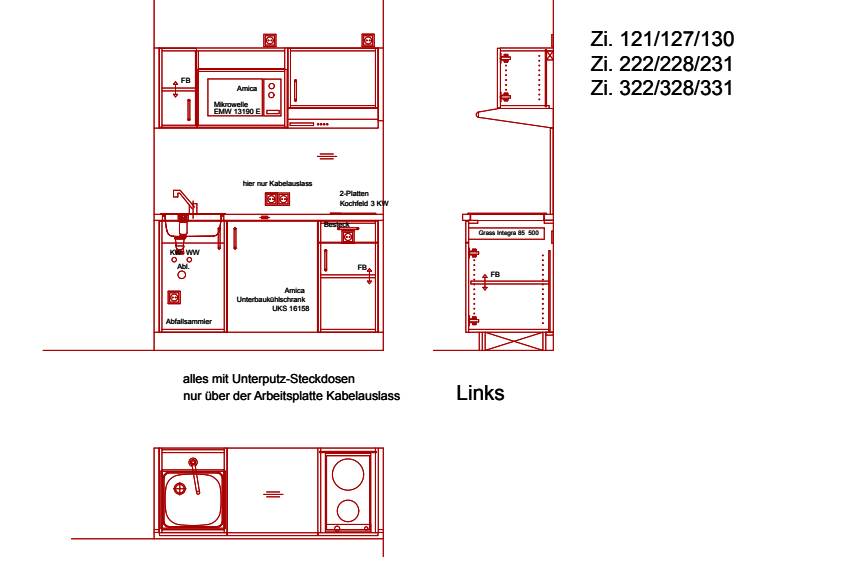 Zi. 121/127/130
Zi. 222/228/231
Zi. 322/328/331
FB
Amica
Mikrowelle
EMW 13190 E
hier nur Kabelauslass
2-Platten
Kochfeld 3 KW
Besteck
Grass Integra 85 500
WW
Abl.
FB
FB
Amica
Unterbaukühlschrank
UKS 16158
Abfallsammler
alles mit Unterputz-Steckdosen
nur über der Arbeitsplatte Kabelauslass
Links